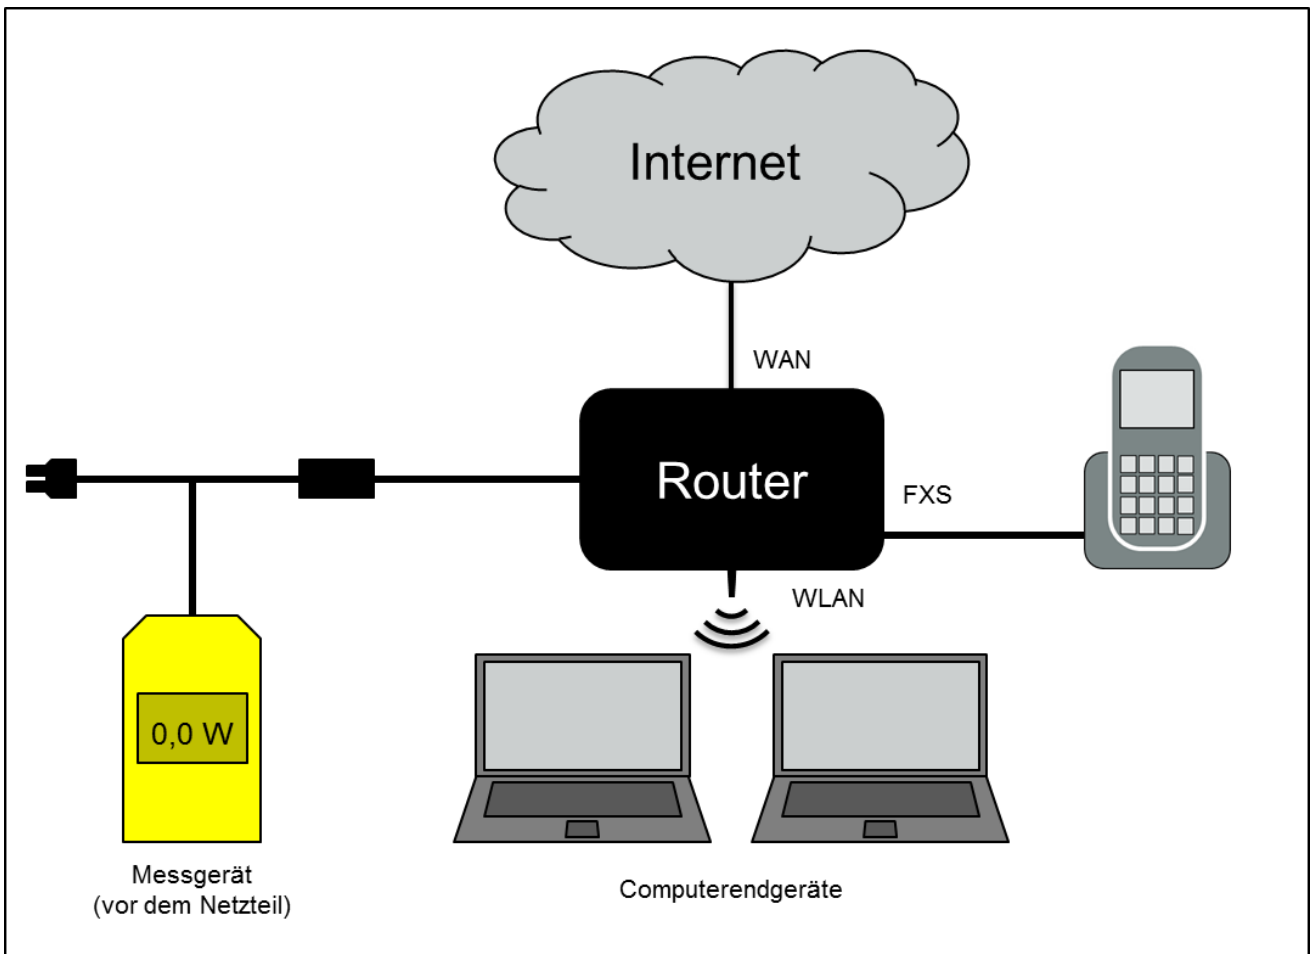 Internet
WAN
Router
FXS
WLAN
0,0 W
Messgerät
(vor dem Netzteil)
Computerendgeräte